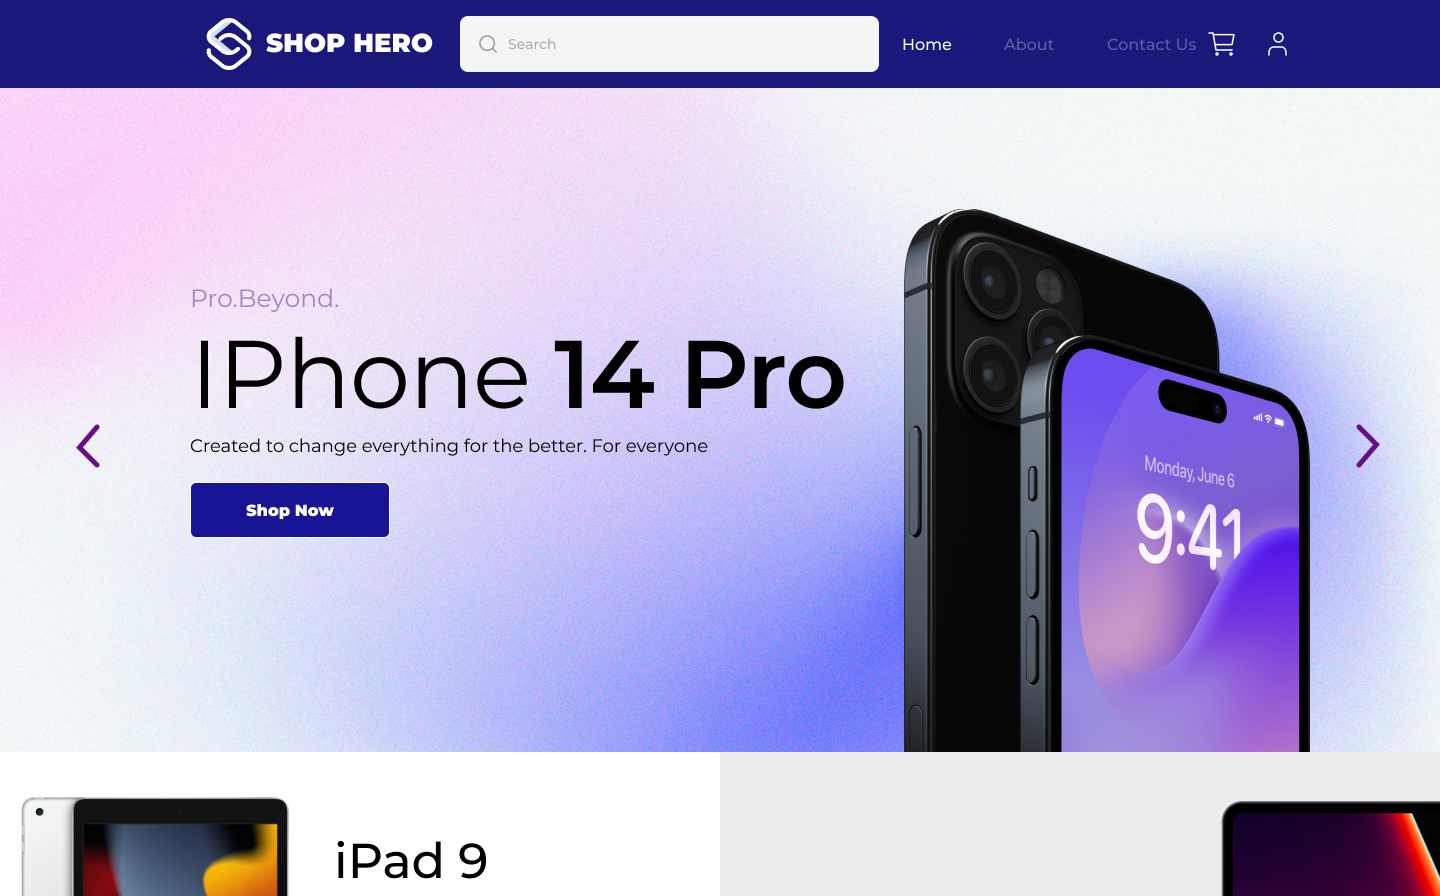 SHOP HERO
Search
Home
About
Contact Us
Pro.Beyond.
IPhone 14 Pro
Created to change everything for the better. For everyone
Shop Now
Monday, June 6
9:41
iPad 9